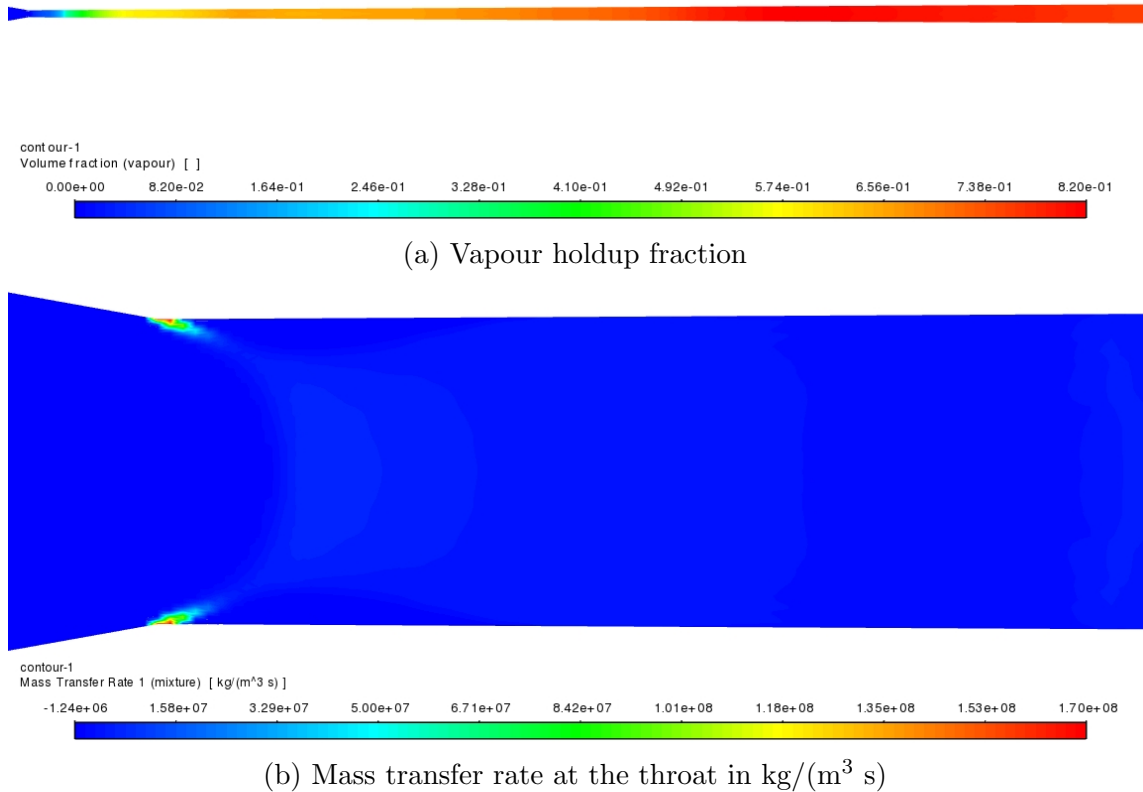 contour-1
Volume fraction (vapour) [ ]
0.00e+00 8.20e-02 1.64e-01 2.46e-01 3.28e-01 4.10e-01 4.92e-01 5.74e-01 6.56e-01 7.38e-01 8.20e-01
(a) Vapour holdup fraction
contour-1
Mass Transfer Rate 1 (mixture) [ kg/(m^3 s) ]
-1.24e+06 1.58e+07 3.29e+07 5.00e+07 6.71e+07 8.42e+07 1.01e+08 1.18e+08 1.35e+08 1.53e+08 1.70e+08
(b) Mass transfer rate at the throat in kg/(m³ s)